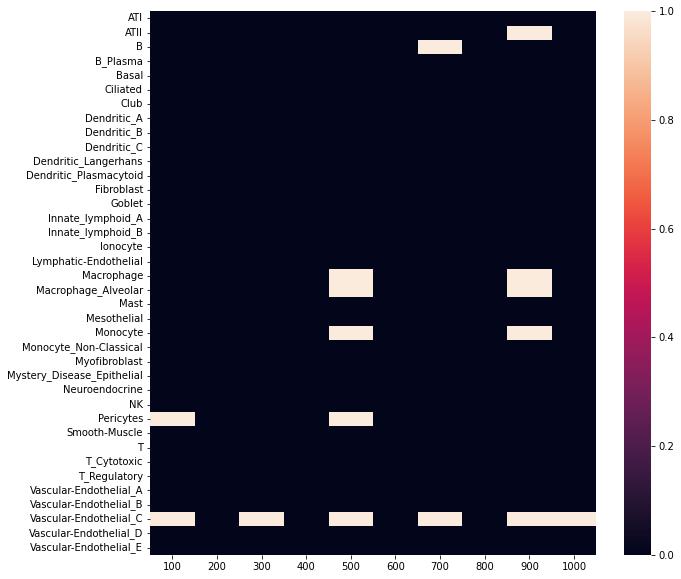 ATI
ATII
B
B_Plasma
Basal
Ciliated
Club
Dendritic_A
Dendritic_B
Dendritic_C
Dendritic_Langerhans
Dendritic_Plasmacytoid
Fibroblast
Goblet
Innate_lymphoid_A
Innate_lymphoid_B
Ionocyte
Lymphatic-Endothelial
Macrophage
Macrophage_Alveolar
Mast
Mesothelial
Monocyte
Monocyte_Non-Classical
Myofibroblast
Mystery_Disease_Epithelial
Neuroendocrine
NK
Pericytes
Smooth-Muscle
T
T_Cytotoxic
T_Regulatory
Vascular-Endothelial_A
Vascular-Endothelial_B
Vascular-Endothelial_C
Vascular-Endothelial_D
Vascular-Endothelial_E
100 200 300 400 500 600 700 800 900 1000
1.0
0.8
0.6
0.4
0.2
0.0